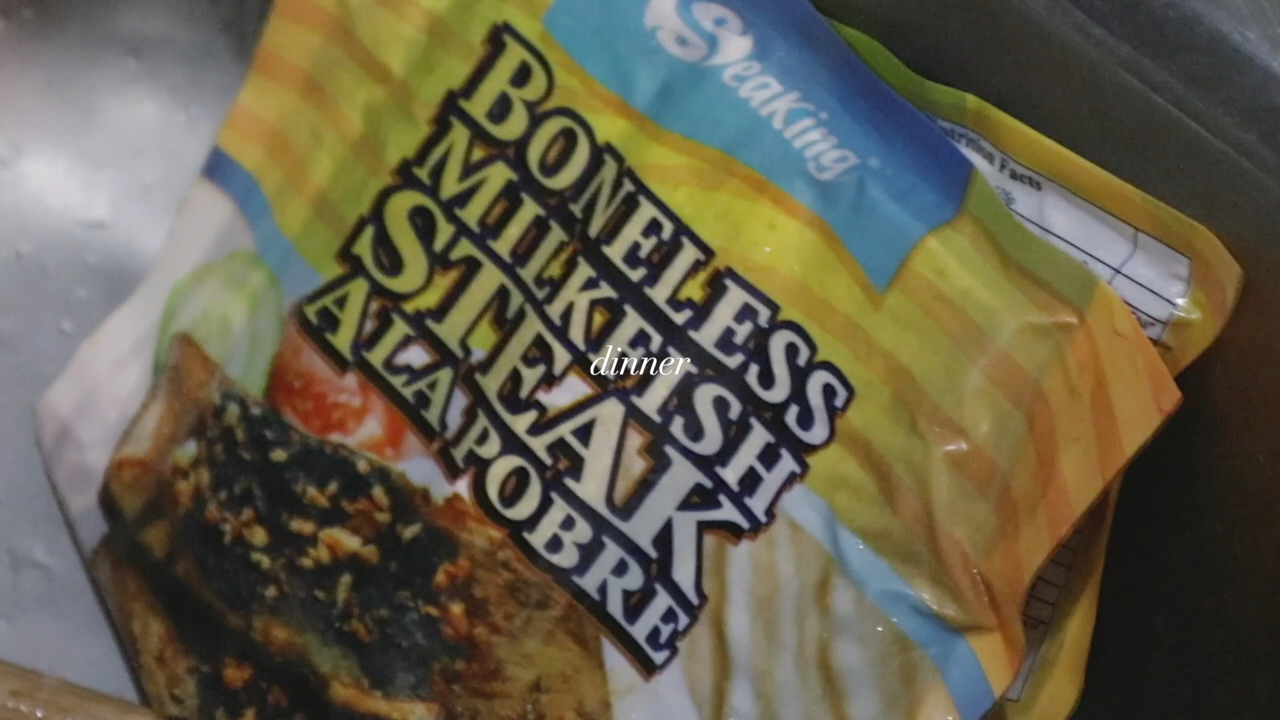 SeaKing
Nutrition Facts
BONELESS
MILKFISH
STEAK
ALA POBRE
dinner